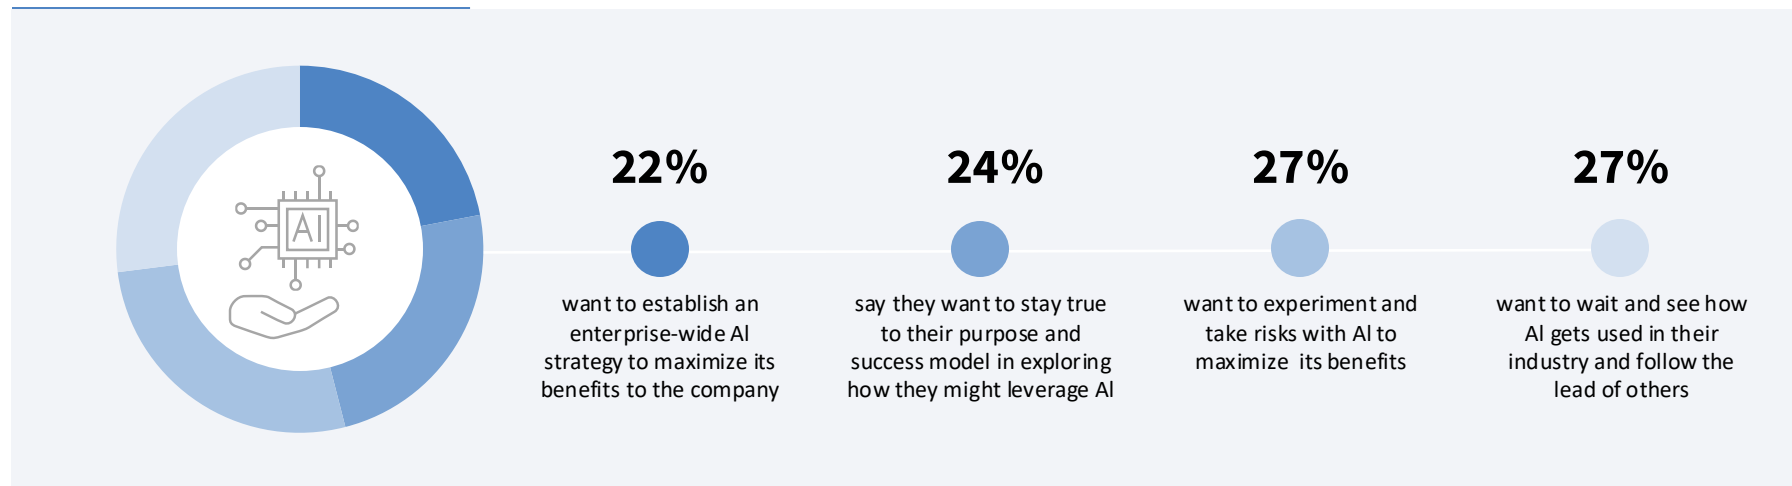 AI
22%
want to establish an
enterprise-wide AI
strategy to maximize its
benefits to the company
24%
say they want to stay true
to their purpose and
success model in exploring
how they might leverage AI
27%
want to experiment and
take risks with AI to
maximize its benefits
27%
want to wait and see how
AI gets used in their
industry and follow the
lead of others